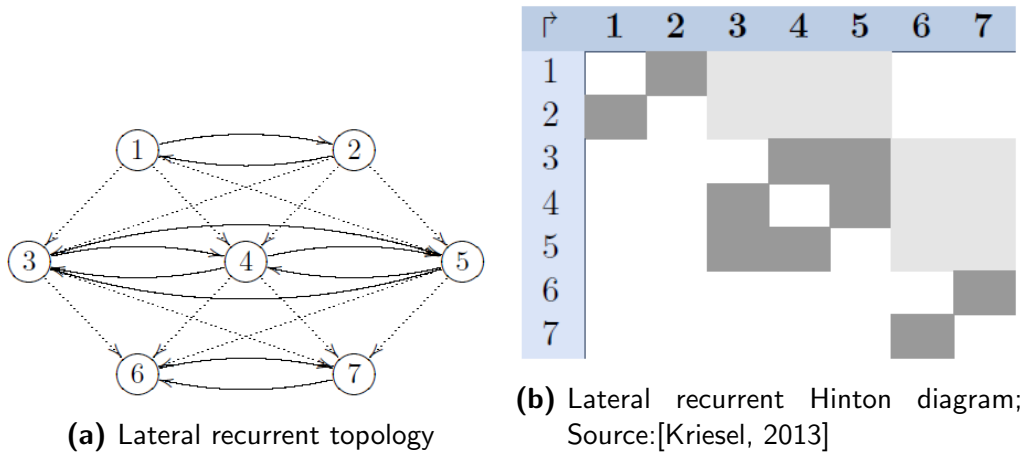 1 2
3 4 5
6 7
(a) Lateral recurrent topology
↱ 1 2 3 4 5 6 7
1
2
3
4
5
6
7
(b) Lateral recurrent Hinton diagram;
Source:[Kriesel, 2013]